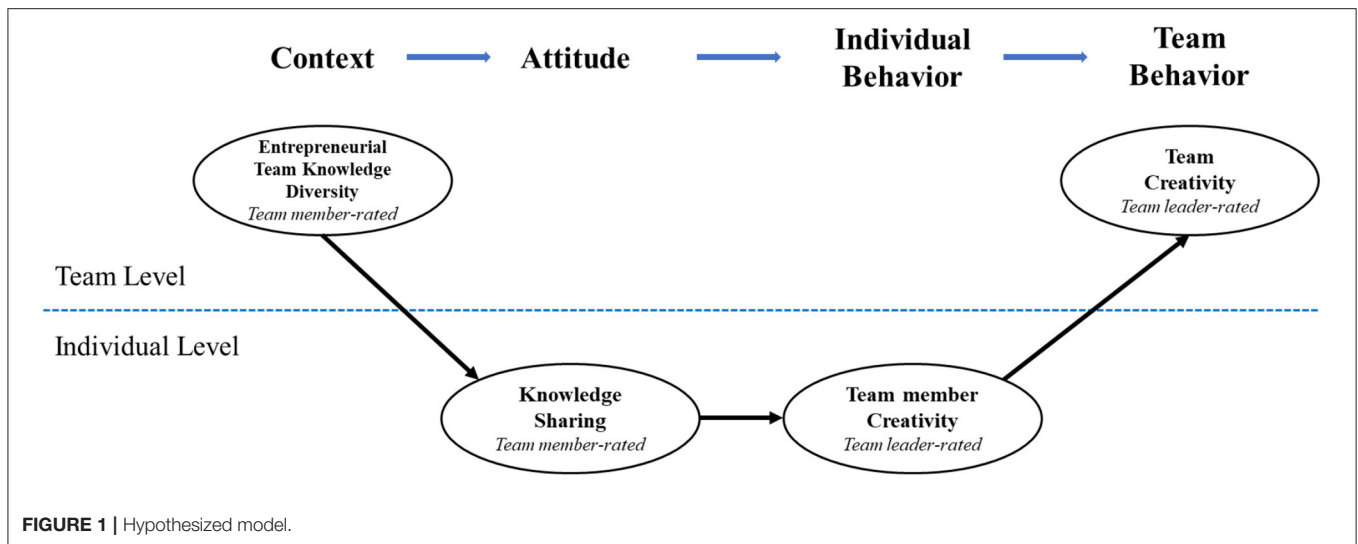 Context
Attitude
Individual
Behavior
Team
Behavior
Entrepreneurial
Team Knowledge
Diversity
Team member-rated
Team
Creativity
Team leader-rated
Team Level
Individual Level
Knowledge
Sharing
Team member-rated
Team member
Creativity
Team leader-rated
FIGURE 1 | Hypothesized model.